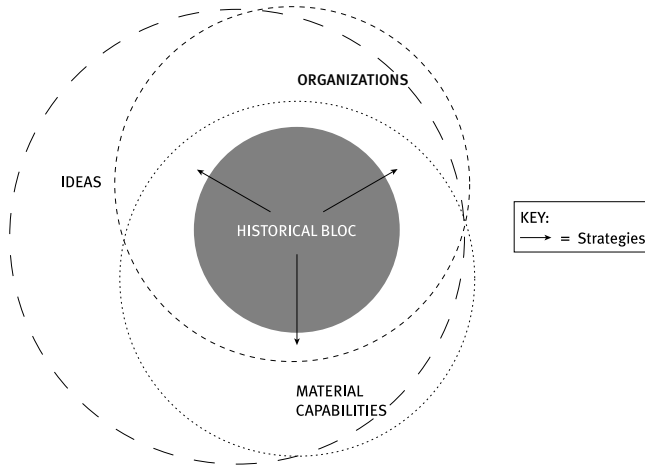 ORGANIZATIONS
IDEAS
KEY:
= Strategies
HISTORICAL BLOC
MATERIAL
CAPABILITIES